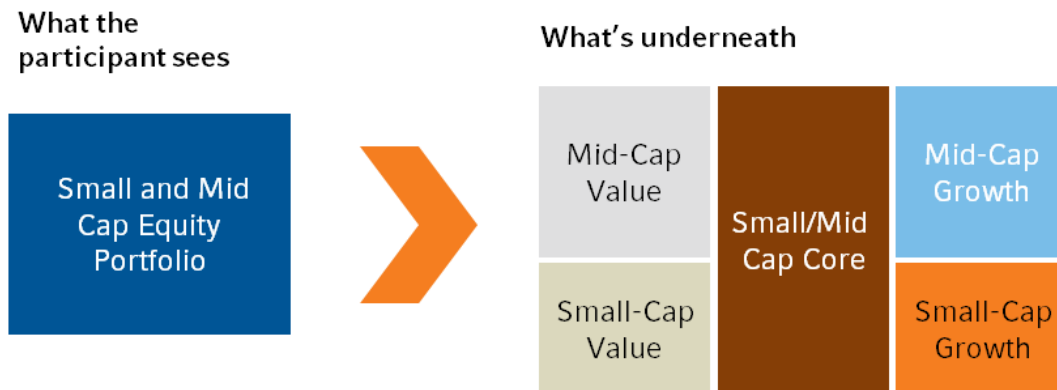 What the
participant sees
What's underneath
Small and Mid
Cap Equity
Portfolio
Mid-Cap
Value
Small/Mid
Cap Core
Mid-Cap
Growth
Small-Cap
Value
Small-Cap
Growth